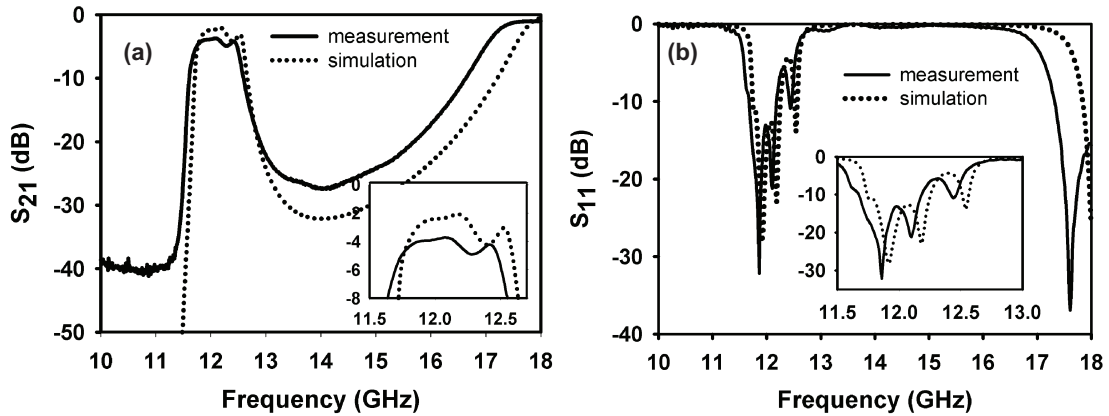 (a)
measurement
simulation
S21 (dB)
0
-10
-20
-30
-40
-50
10 11 12 13 14 15 16 17 18
Frequency (GHz)
0
-2
-4
-6
-8
11.5 12.0 12.5
(b)
measurement
simulation
S11 (dB)
0
-10
-20
-30
-40
10 11 12 13 14 15 16 17 18
Frequency (GHz)
0
-10
-20
-30
11.5 12.0 12.5 13.0